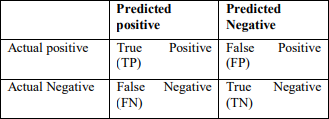 Predicted positive
Predicted Negative
Actual positive
True Positive (TP)
False Positive (FP)
Actual Negative
False Negative (FN)
True Negative (TN)